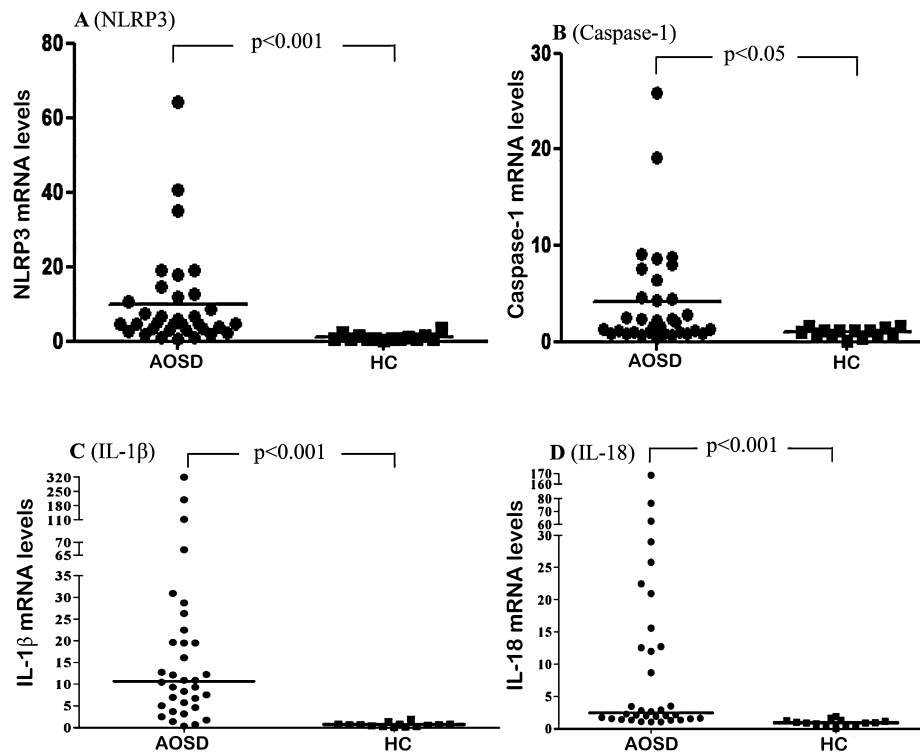 A (NLRP3)
p<0.001
80
60
40
20
0
NLRP3 mRNA levels
AOSD
HC
B (Caspase-1)
p<0.05
30
20
10
0
Caspase-1 mRNA levels
AOSD
HC
C (IL-1β)
p<0.001
320
250
180
110
70
65
35
30
25
20
15
10
5
0
IL-1β mRNA levels
AOSD
HC
D (IL-18)
p<0.001
170
160
80
70
60
30
25
20
15
10
5
0
IL-18 mRNA levels
AOSD
HC